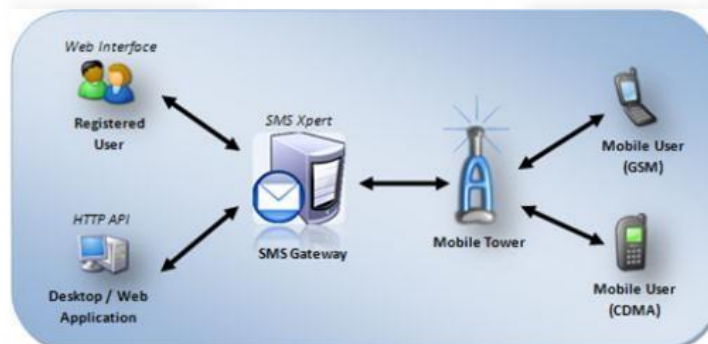 Web Interface
Registered
User
HTTP API
Desktop / Web
Application
SMS Xpert
SMS Gateway
Mobile Tower
Mobile User
(GSM)
Mobile User
(CDMA)